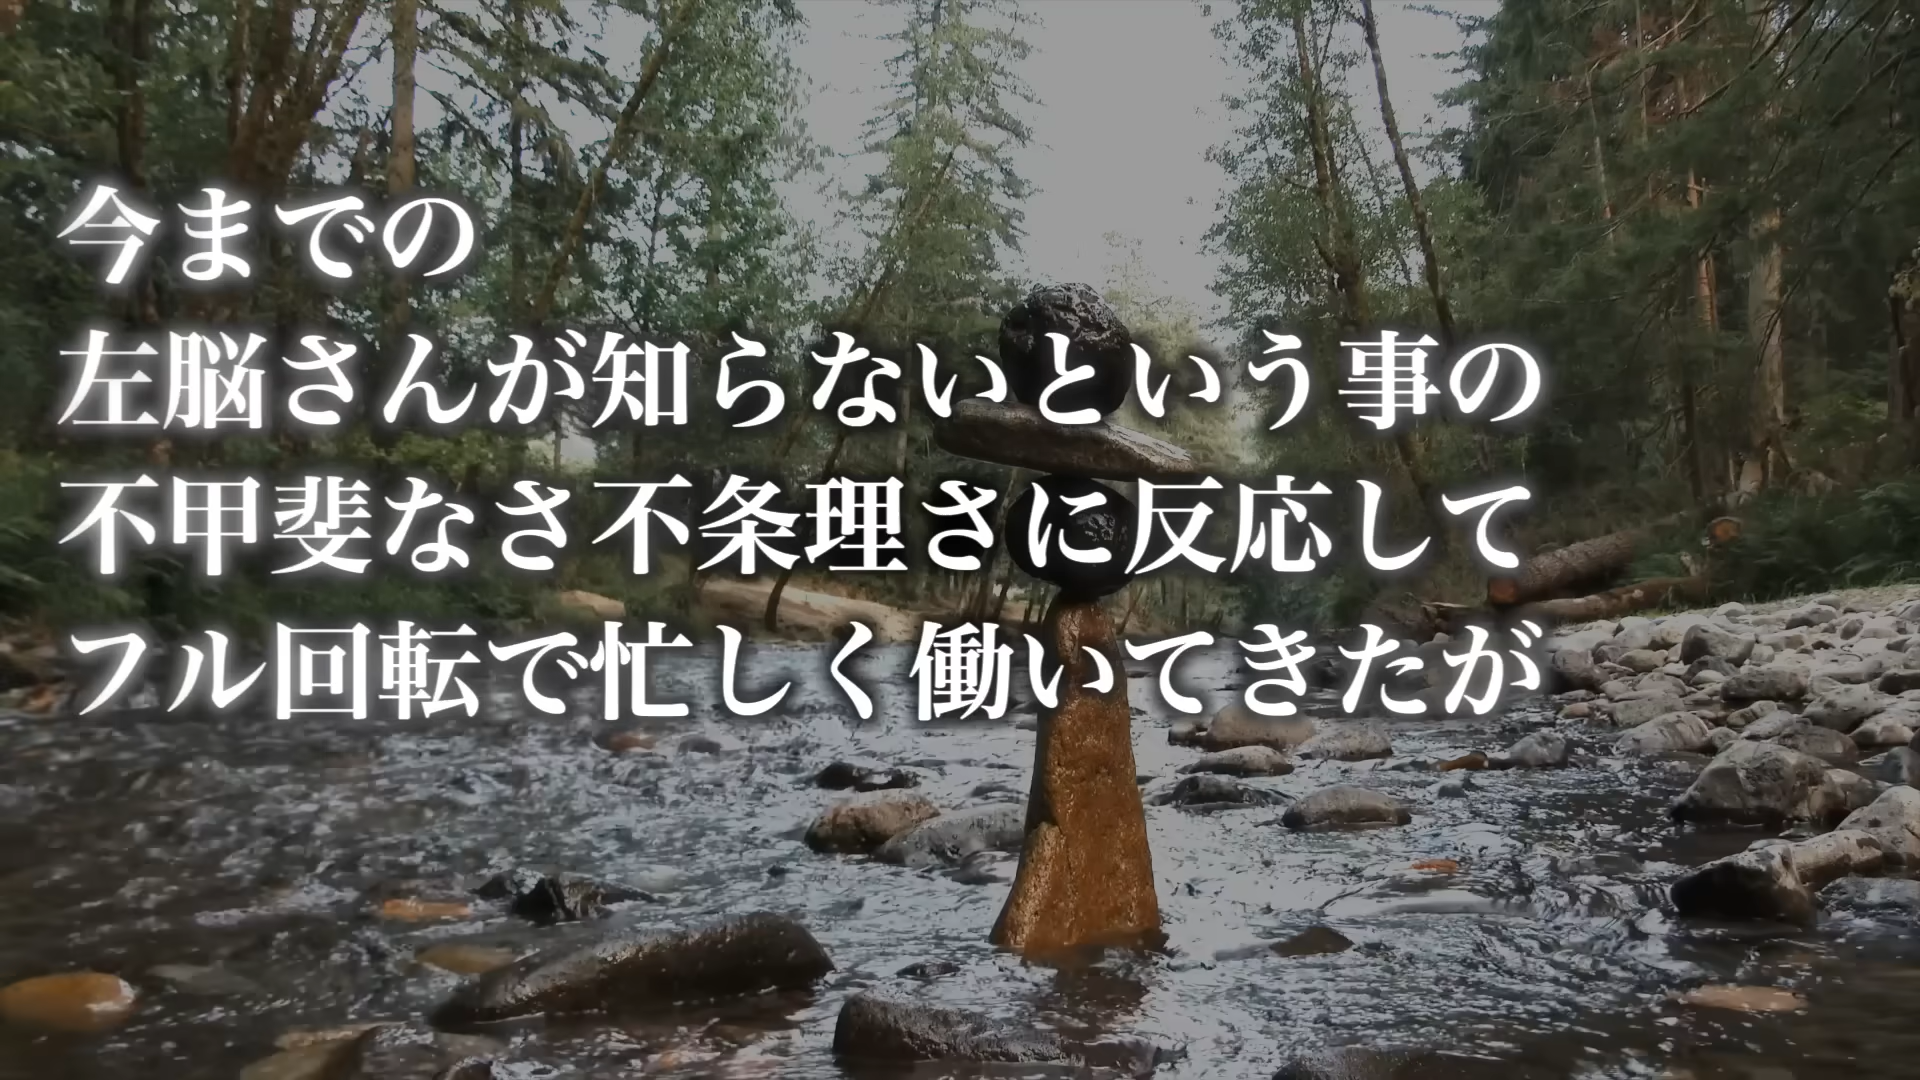 今までの
左脳さんが知らないという事の
不甲斐なさ不条理さに反応して
フル回転で忙しく働いてきたが